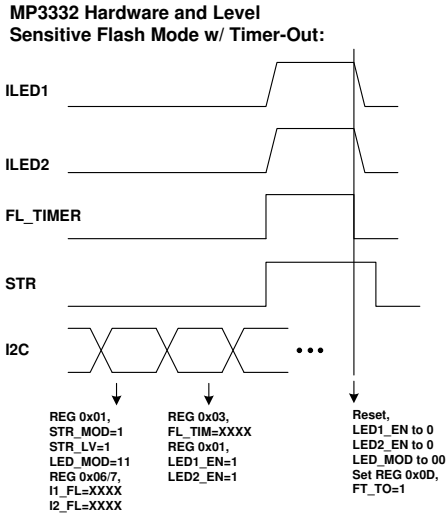 MP3332 Hardware and Level
Sensitive Flash Mode w/ Timer-Out:
ILED1
ILED2
FL_TIMER
STR
I2C
REG 0x01,
STR_MOD=1
STR_LV=1
LED_MOD=11
REG 0x06/7,
I1_FL=XXXX
I2_FL=XXXX
REG 0x03,
FL_TIM=XXXX
REG 0x01,
LED1_EN=1
LED2_EN=1
Reset,
LED1_EN to 0
LED2_EN to 0
LED_MOD to 00
Set REG 0x0D,
FT_TO=1